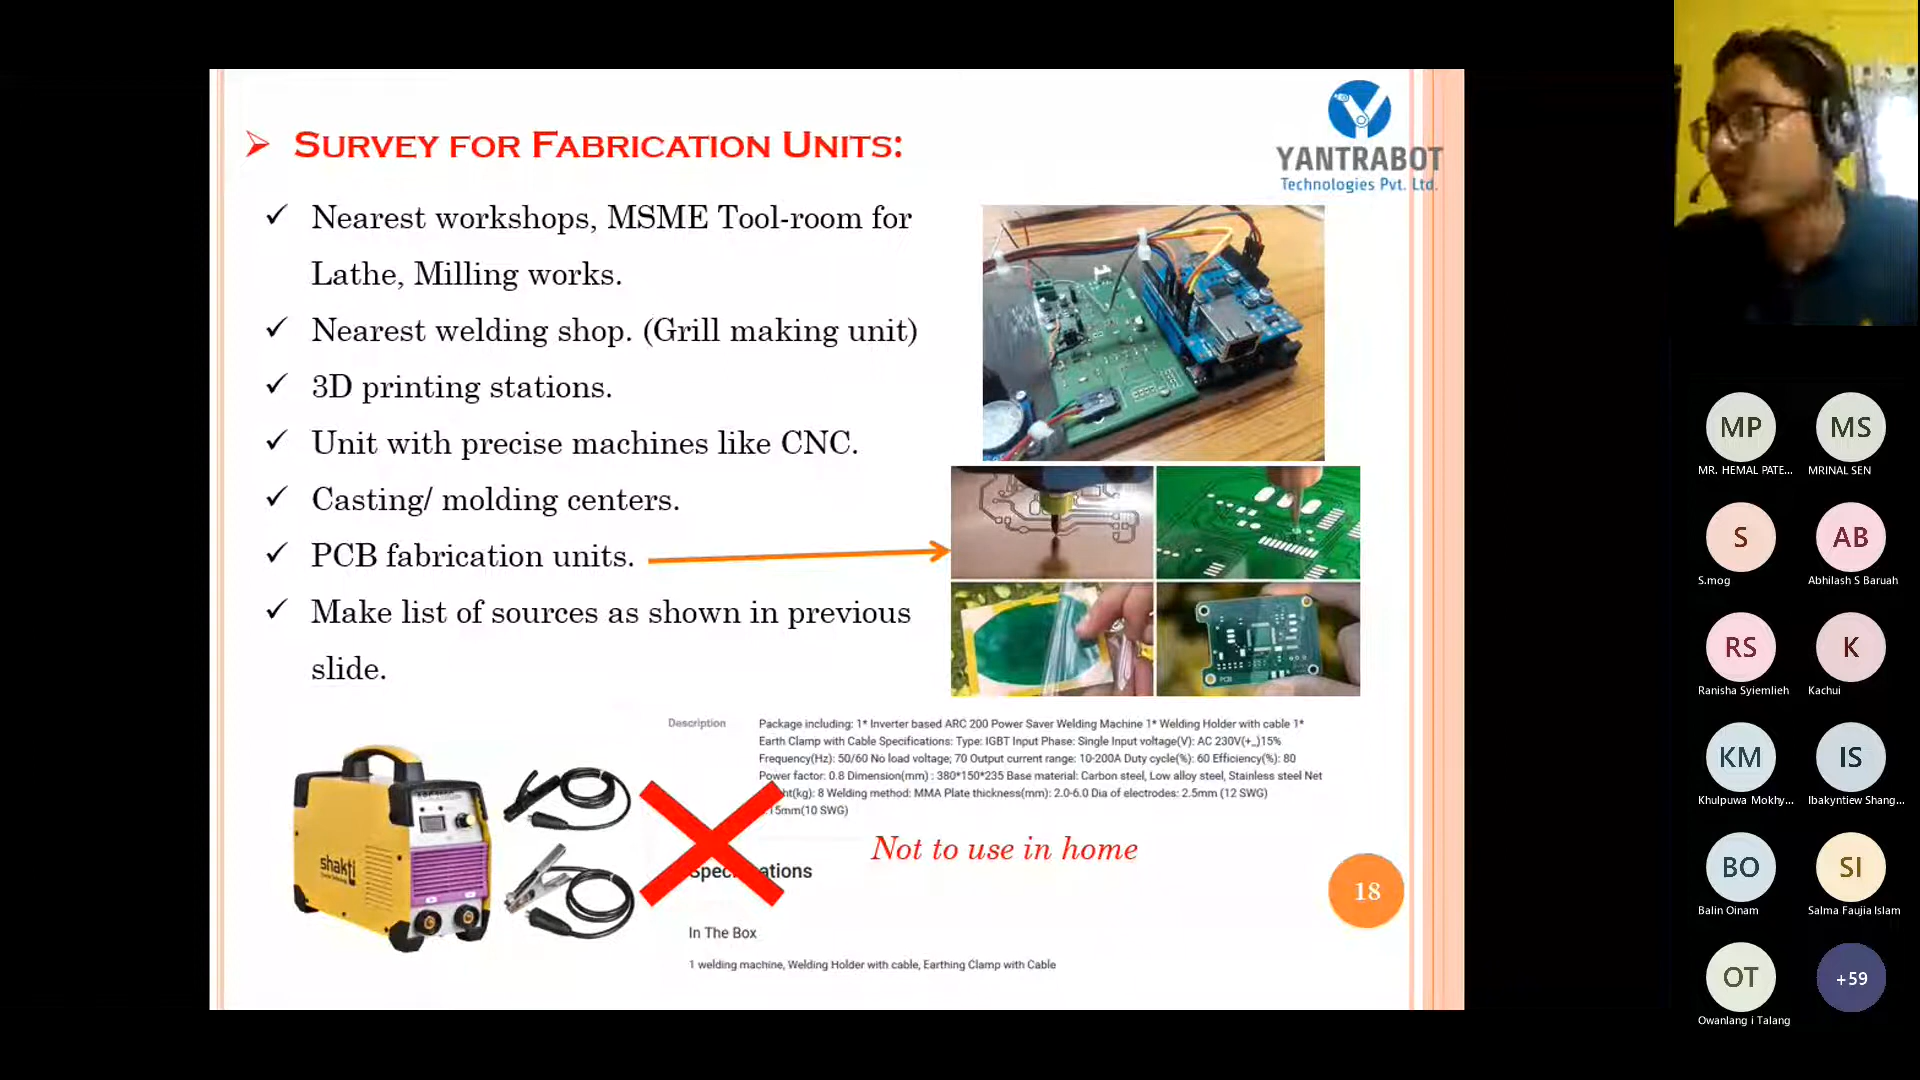 SURVEY FOR FABRICATION UNITS:
YANTRABOT
Technologies Pvt. Ltd.
Nearest workshops, MSME Tool-room for
Lathe, Milling works.
Nearest welding shop. (Grill making unit)
3D printing stations.
Unit with precise machines like CNC.
Casting/ molding centers.
PCB fabrication units.
Make list of sources as shown in previous
slide.
PCB
Description
Package including: 1* Inverter based ARC 200 Power Saver Welding Machine 1* Welding Holder with cable 1*
Earth Clamp with Cable Specifications: Type: IGBT Input Phase: Single Input voltage(V): AC 230V(+_)15%
Frequency(Hz): 50/60 No load voltage; 70 Output current range: 10-200A Duty cycle(%): 60 Efficiency(%): 80
Power factor: 0.8 Dimension(mm) : 380*150*235 Base material: Carbon steel, Low alloy steel, Stainless steel Net
(kg): 8 Welding method: MMA Plate thickness(mm): 2.0-6.0 Dia of electrodes: 2.5mm (12 SWG)
15mm(10 SWG)
shakti
Not to use in home
18
In The Box
1 welding machine, Welding Holder with cable, Earthing Clamp with Cable
MP
MR. HEMAL PATE...
MS
MRINAL SEN
S
S.mog
AB
Abhilash S Baruah
RS
Ranisha Syiemlieh
K
Kachui
KM
Khulpuwa Mokhy...
IS
Ibakyntiew Shang...
BO
Balin Oinam
SI
Salma Faujia Islam
OT
Owanlang i Talang
+59